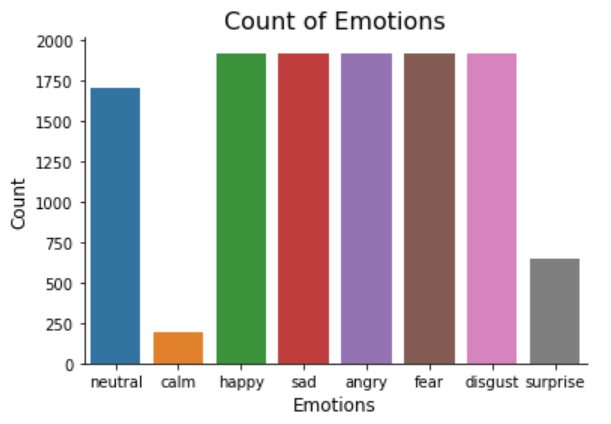 Count of Emotions
Count
2000
1750
1500
1250
1000
750
500
250
0
neutral calm happy sad angry fear disgust surprise
Emotions